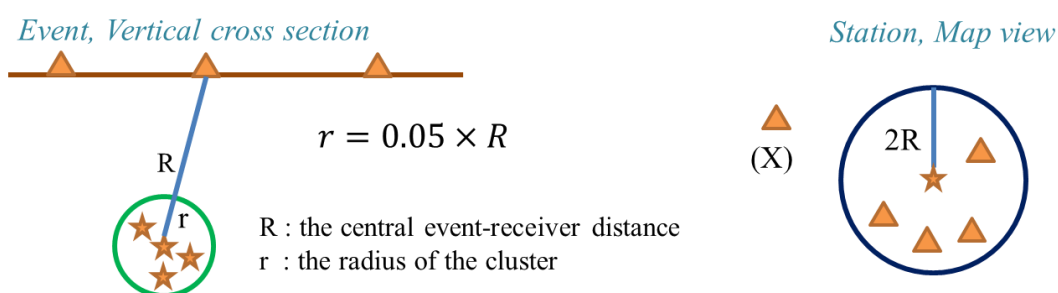 Event, Vertical cross section
Station, Map view
r = 0.05 × R
R
r
R : the central event-receiver distance
r : the radius of the cluster
(X)
2R